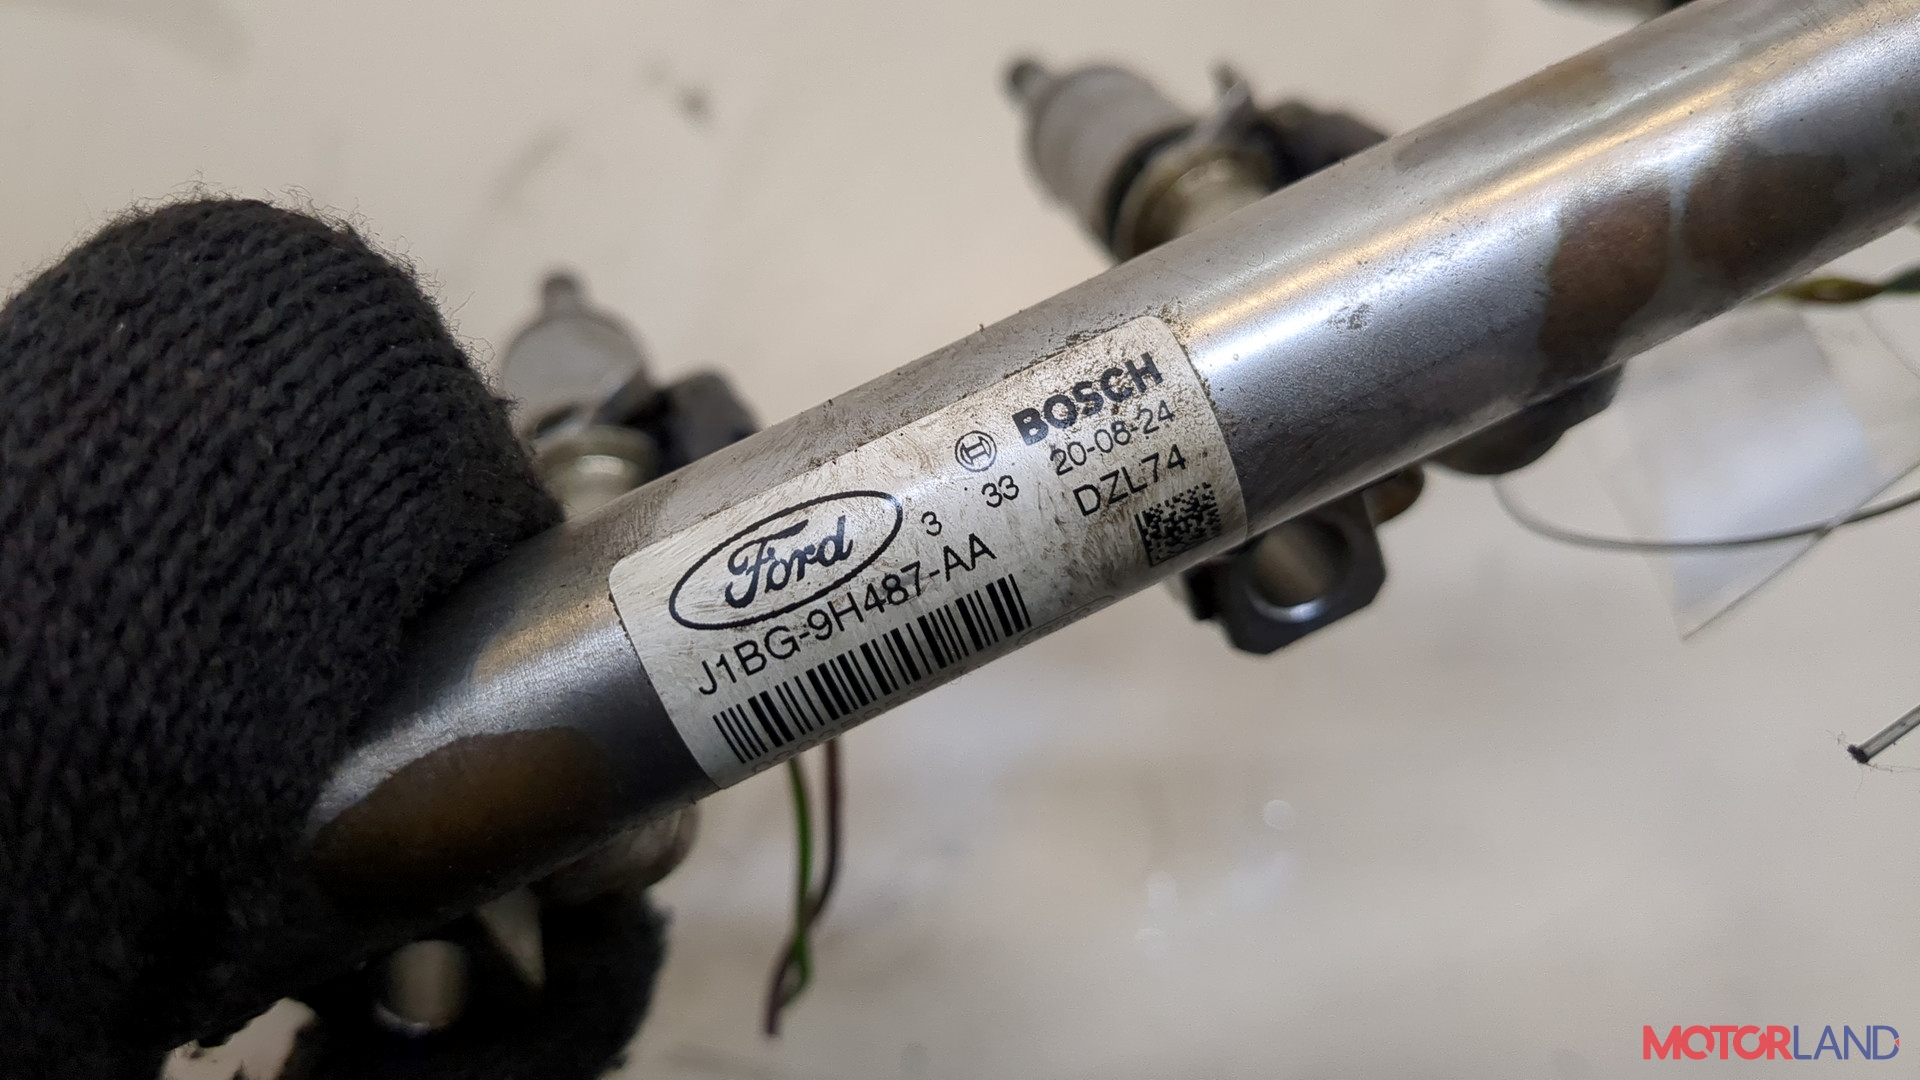 BOSCH
20-08-24
3 33 DZL74
Ford
J1BG-9H487-AA
MOTORLAND